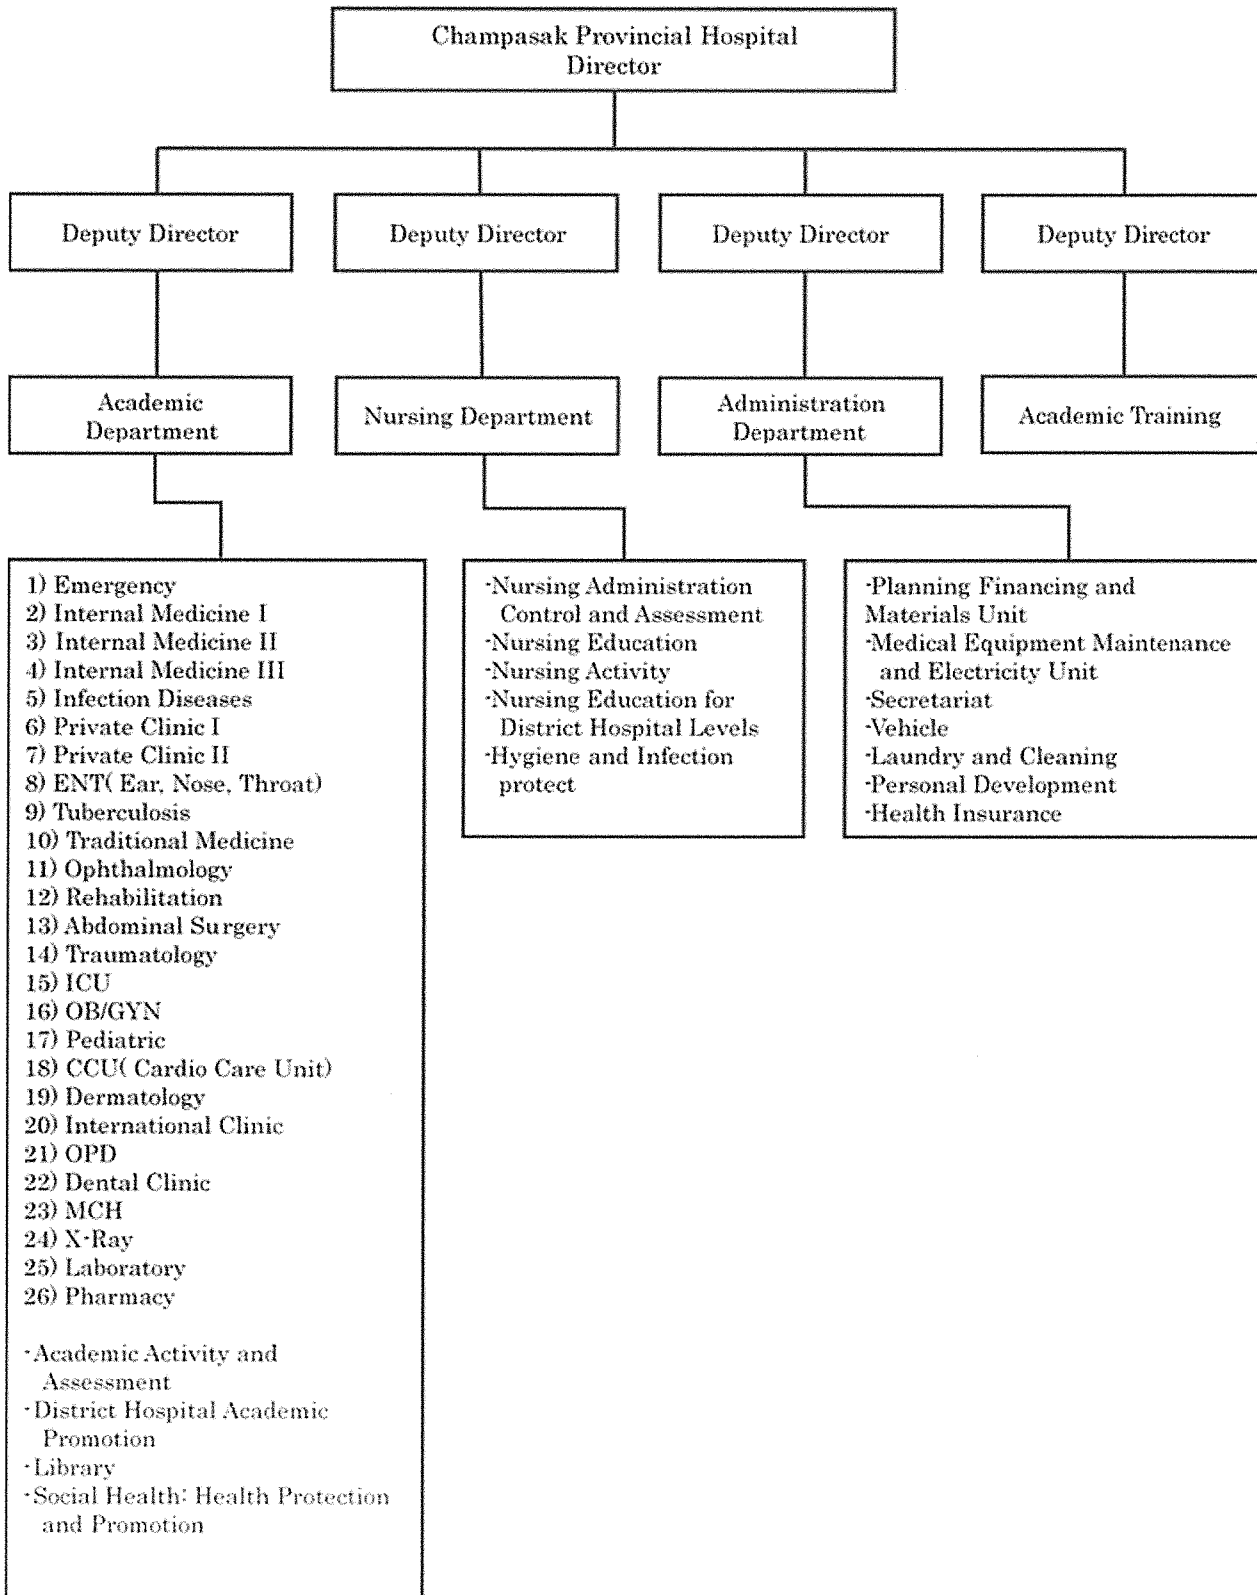 Champasak Provincial Hospital
Director
Deputy Director
Deputy Director
Deputy Director
Deputy Director
Academic
Department
Nursing Department
Administration
Department
Academic Training
1) Emergency
2) Internal Medicine I
3) Internal Medicine II
4) Internal Medicine III
5) Infection Diseases
6) Private Clinic I
7) Private Clinic II
8) ENT( Ear, Nose, Throat)
9) Tuberculosis
10) Traditional Medicine
11) Ophthalmology
12) Rehabilitation
13) Abdominal Surgery
14) Traumatology
15) ICU
16) OB/GYN
17) Pediatric
18) CCU( Cardio Care Unit)
19) Dermatology
20) International Clinic
21) OPD
22) Dental Clinic
23) MCH
24) X-Ray
25) Laboratory
26) Pharmacy
-Academic Activity and
Assessment
-District Hospital Academic
Promotion
-Library
-Social Health: Health Protection
and Promotion
-Nursing Administration
Control and Assessment
-Nursing Education
-Nursing Activity
-Nursing Education for
District Hospital Levels
-Hygiene and Infection
protect
-Planning Financing and
Materials Unit
-Medical Equipment Maintenance
and Electricity Unit
-Secretariat
-Vehicle
-Laundry and Cleaning
-Personal Development
-Health Insurance